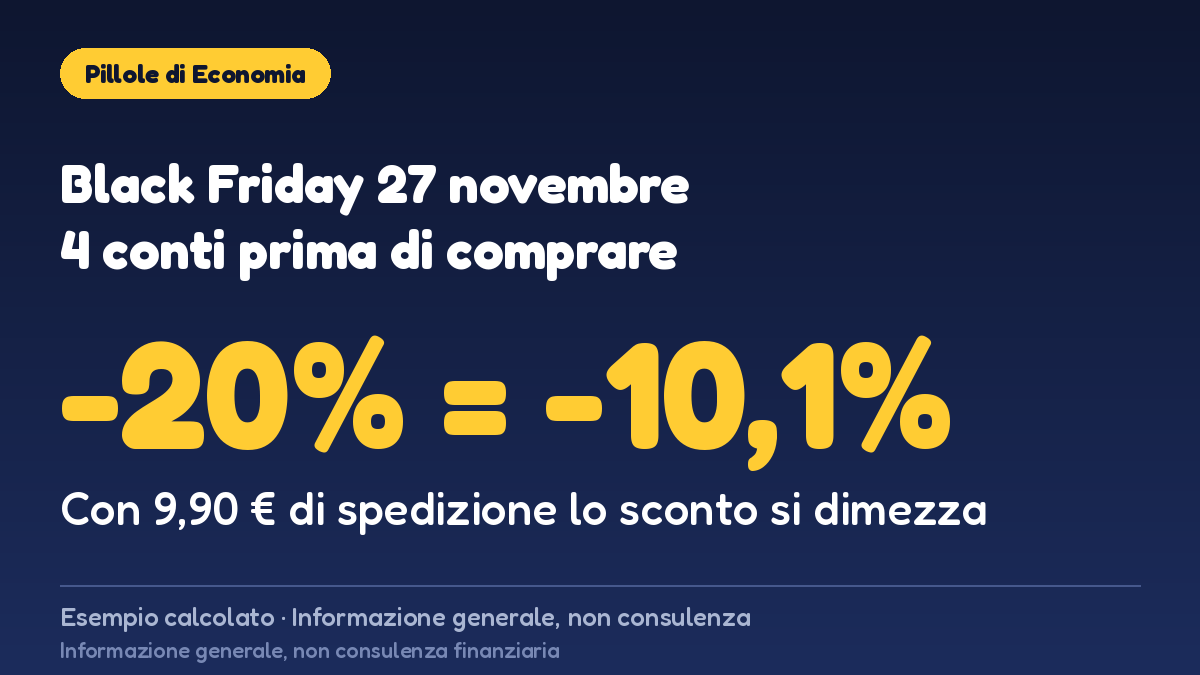 Pillole di Economia
Black Friday 27 novembre
4 conti prima di comprare
-20% = -10,1%
Con 9,90 € di spedizione lo sconto si dimezza
Esempio calcolato · Informazione generale, non consulenza
Informazione generale, non consulenza finanziaria